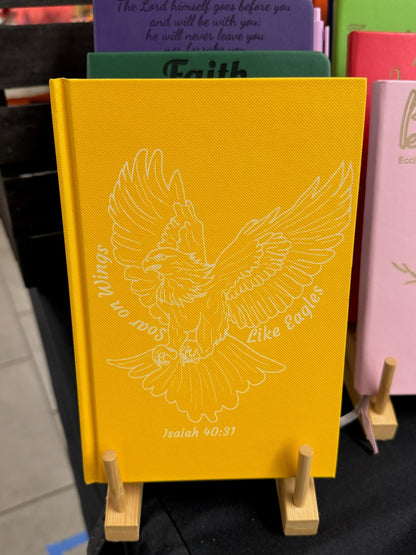 The Lord himself goes before you
and will be with you;
he will never leave you
Faith
Soar on Wings
Like Eagles
Isaiah 40:31
Eccl